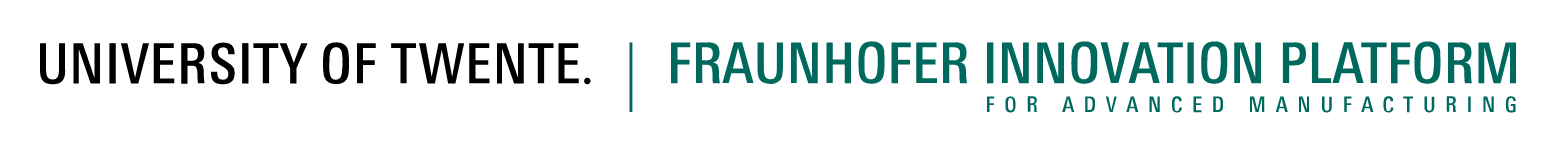 UNIVERSITY OF TWENTE. | FRAUNHOFER INNOVATION PLATFORM
FOR ADVANCED MANUFACTURING